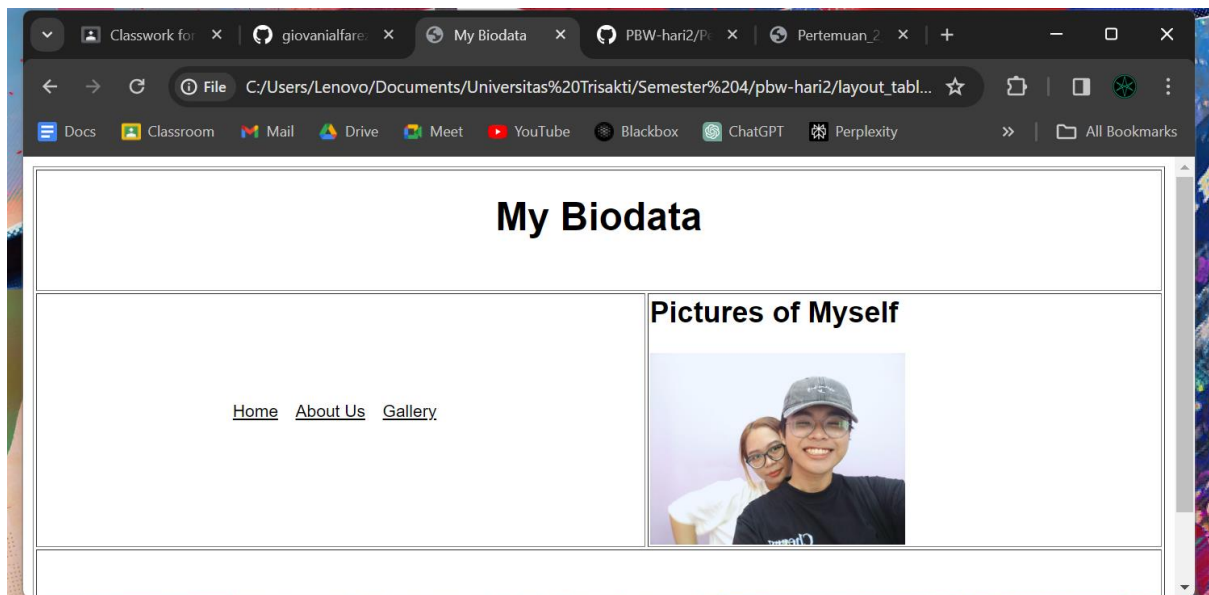 Classwork for
giovanialfare
My Biodata
PBW-hari2/P
Pertemuan_2
File C:/Users/Lenovo/Documents/Universitas%20Trisakti/Semester%204/pbw-hari2/layout_tabl...
Docs Classroom Mail Drive Meet YouTube Blackbox ChatGPT Perplexity » All Bookmarks
My Biodata
Pictures of Myself
Home About Us Gallery